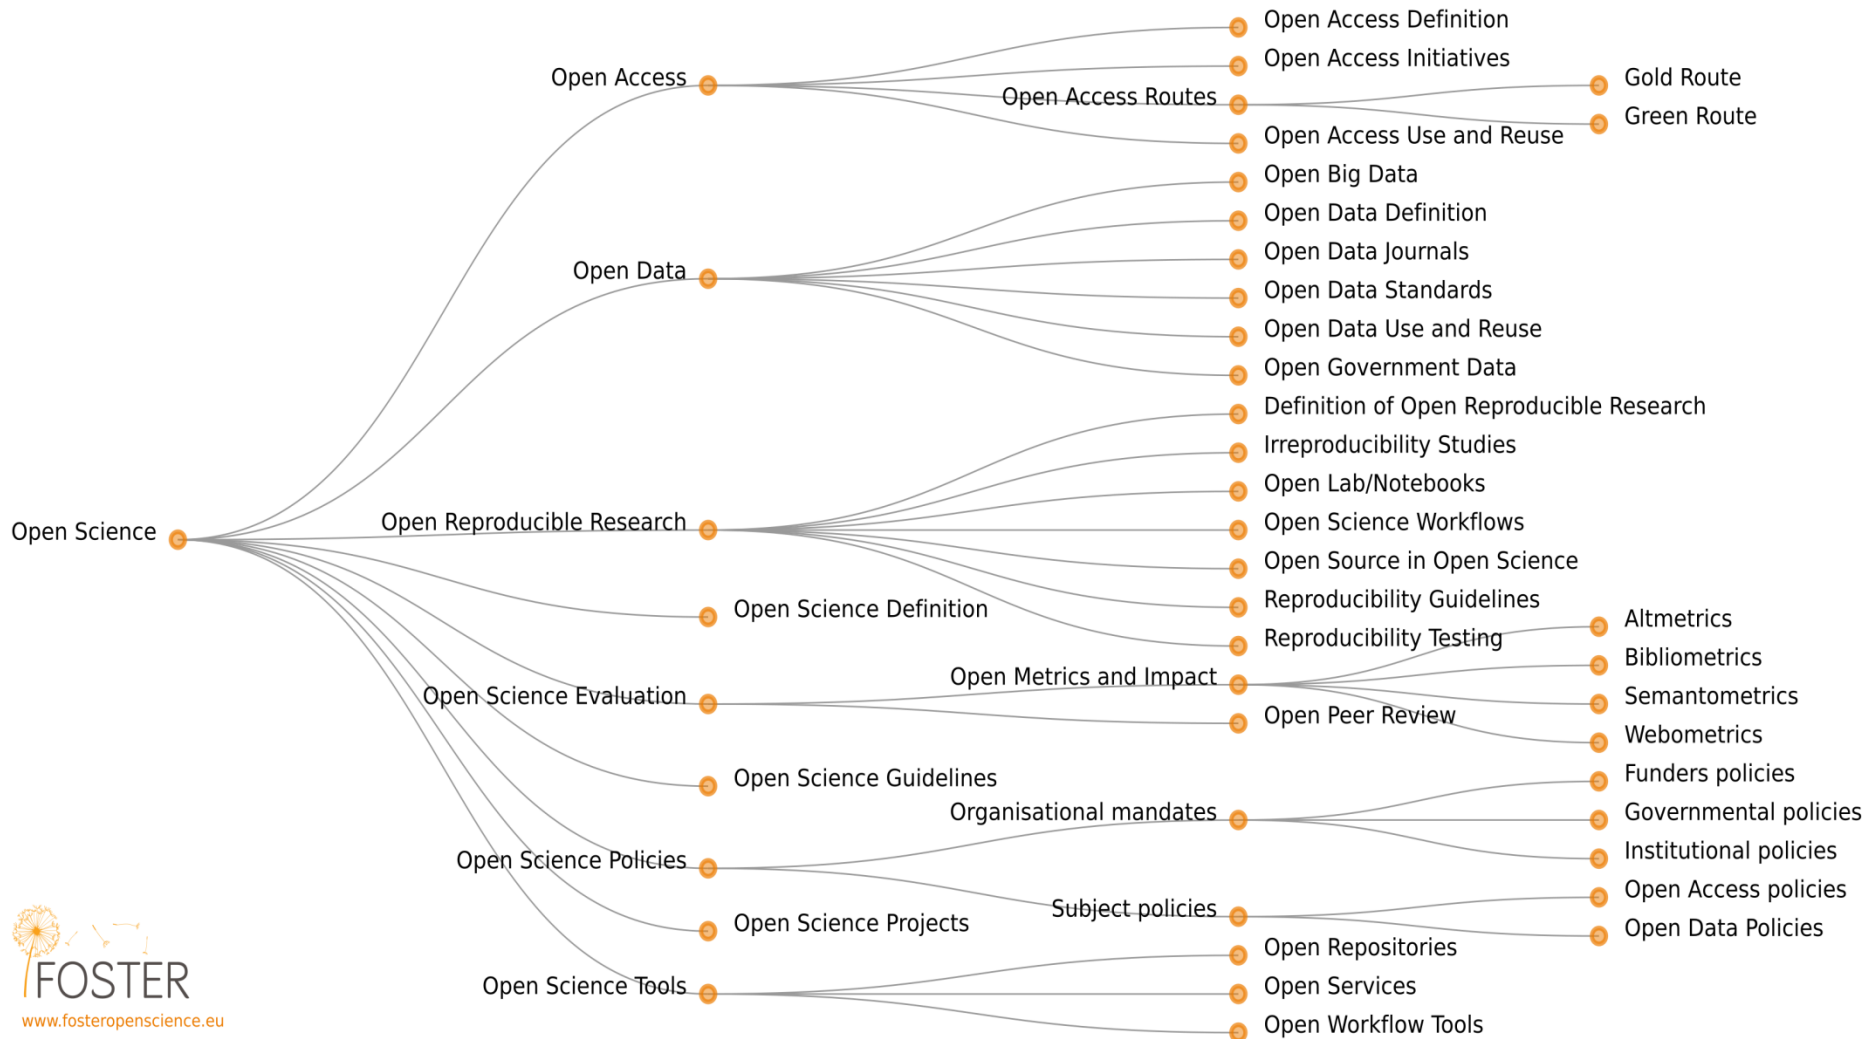 Open Science
Open Access
Open Access Definition
Open Access Initiatives
Open Access Routes
Gold Route
Green Route
Open Access Use and Reuse
Open Data
Open Big Data
Open Data Definition
Open Data Journals
Open Data Standards
Open Data Use and Reuse
Open Government Data
Open Reproducible Research
Definition of Open Reproducible Research
Irreproducibility Studies
Open Lab/Notebooks
Open Science Workflows
Open Source in Open Science
Reproducibility Guidelines
Reproducibility Testing
Open Science Definition
Open Science Evaluation
Open Metrics and Impact
Altmetrics
Bibliometrics
Semantometrics
Webometrics
Open Peer Review
Open Science Guidelines
Open Science Policies
Organisational mandates
Funders policies
Governmental policies
Institutional policies
Subject policies
Open Access policies
Open Data Policies
Open Science Projects
Open Science Tools
Open Repositories
Open Services
Open Workflow Tools
FOSTER
www.fosteropenscience.eu